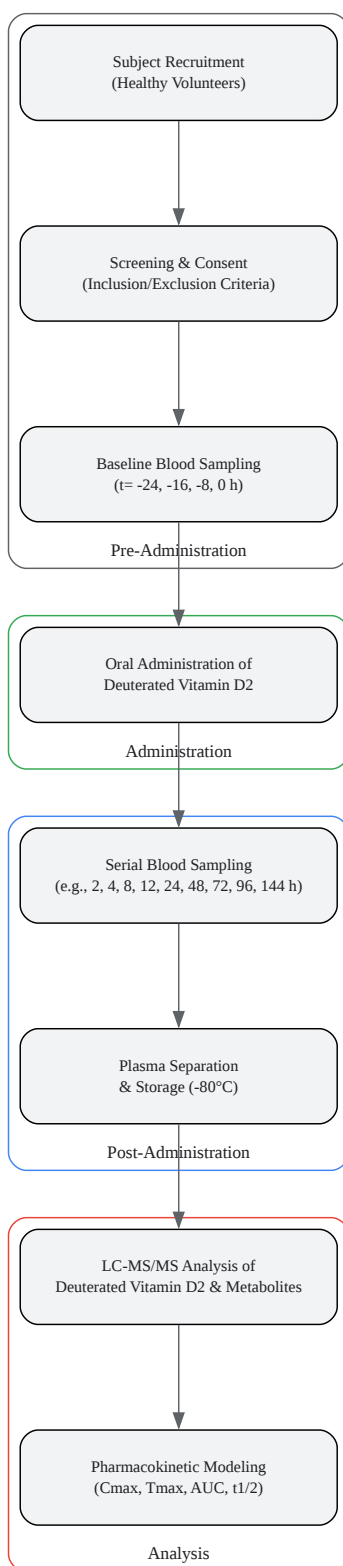 Subject Recruitment
(Healthy Volunteers)
Screening & Consent
(Inclusion/Exclusion Criteria)
Baseline Blood Sampling
(t= -24, -16, -8, 0 h)
Pre-Administration
Oral Administration of
Deuterated Vitamin D2
Administration
Serial Blood Sampling
(e.g., 2, 4, 8, 12, 24, 48, 72, 96, 144 h)
Plasma Separation
& Storage (-80°C)
Post-Administration
LC-MS/MS Analysis of
Deuterated Vitamin D2 & Metabolites
Pharmacokinetic Modeling
(Cmax, Tmax, AUC, t1/2)
Analysis